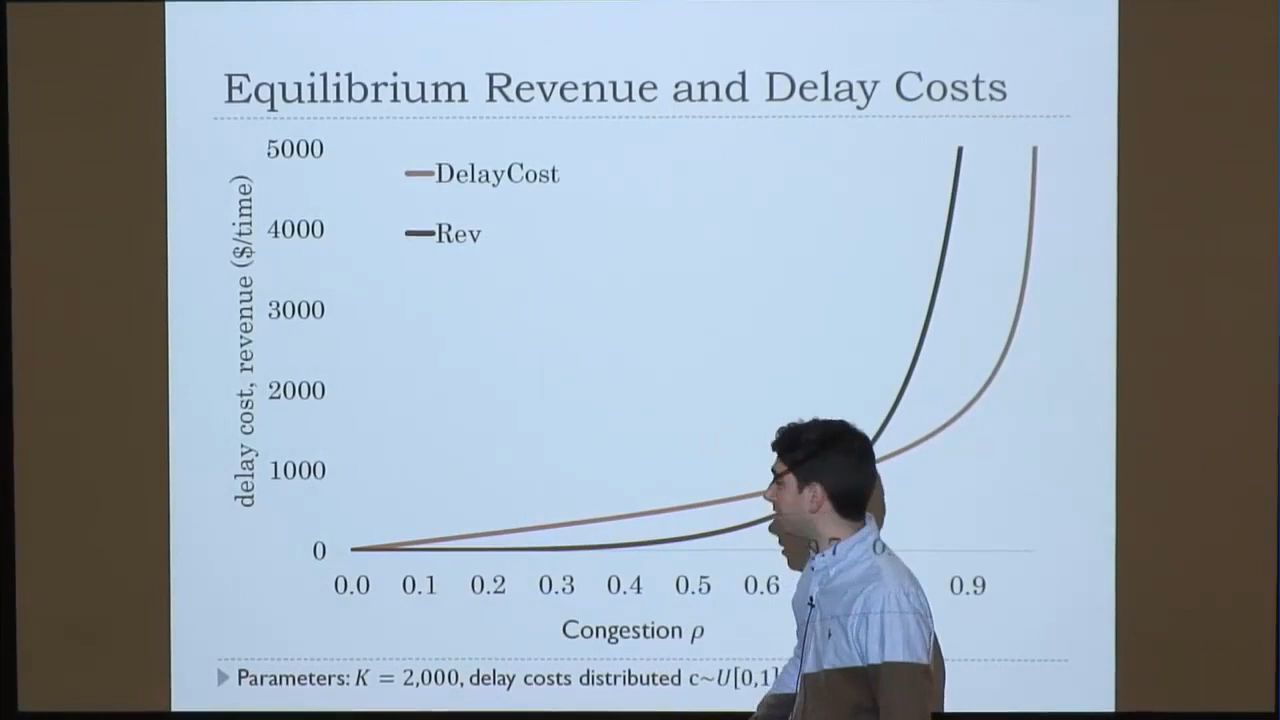 Equilibrium Revenue and Delay Costs
5000
4000
3000
2000
1000
0
delay cost, revenue ($/time)
DelayCost
Rev
0.0 0.1 0.2 0.3 0.4 0.5 0.6 0.9
Congestion ρ
Parameters: K = 2,000, delay costs distributed c~U[0,1]